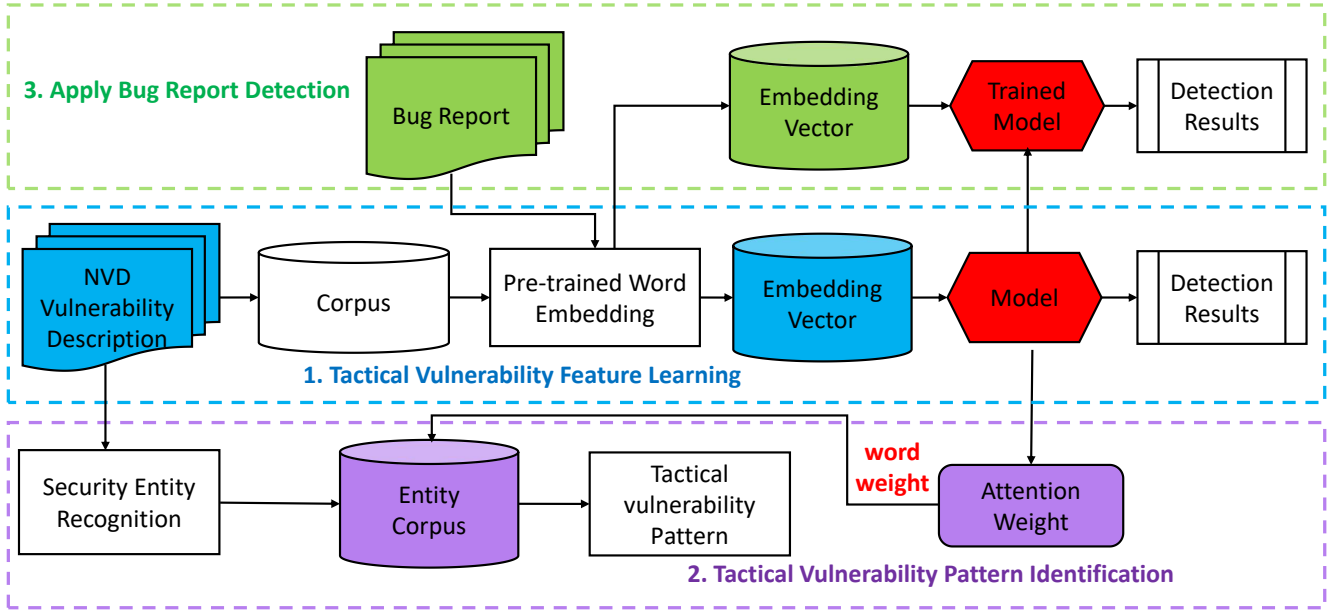 3. Apply Bug Report Detection
Bug Report
Embedding
Vector
Trained
Model
Detection
Results
NVD
Vulnerability
Description
Corpus
Pre-trained Word
Embedding
Embedding
Vector
Model
Detection
Results
1. Tactical Vulnerability Feature Learning
Security Entity
Recognition
Entity
Corpus
Tactical
vulnerability
Pattern
word
weight
Attention
Weight
2. Tactical Vulnerability Pattern Identification